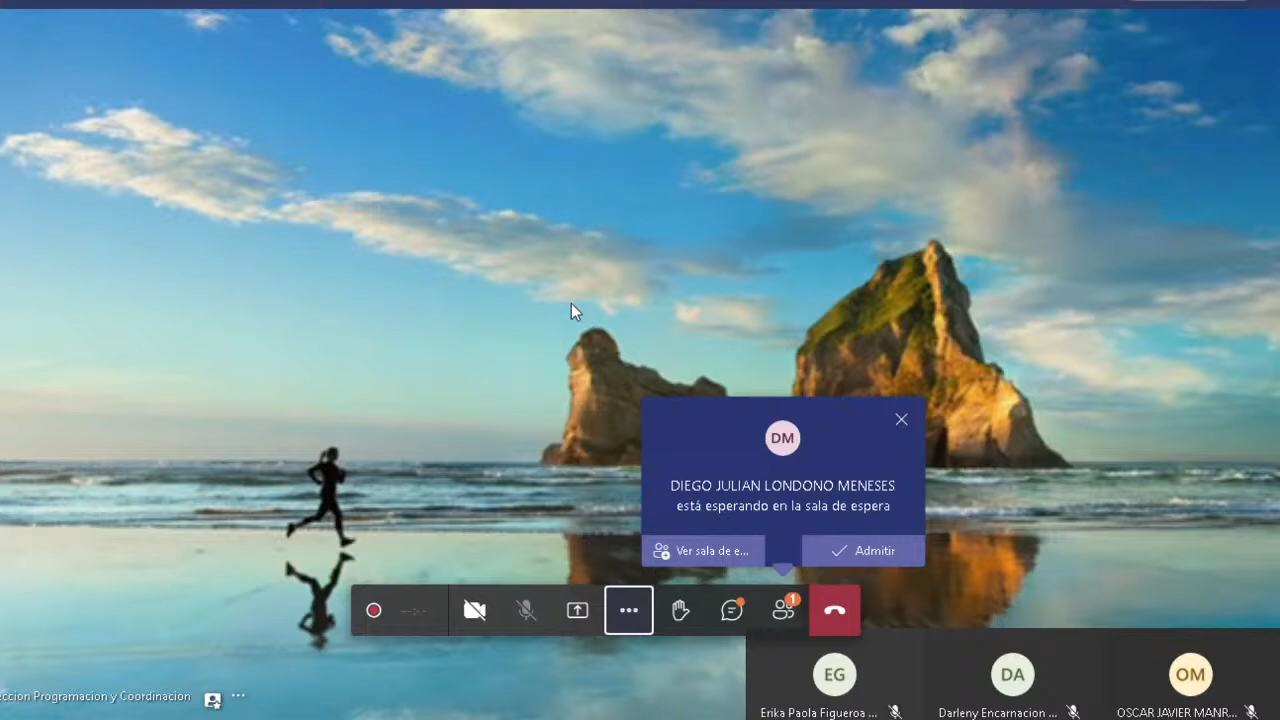 DM
DIEGO JULIAN LONDONO MENESES
está esperando en la sala de espera
Ver sala de e...
Admitir
--:--
1
EG
DA
OM
Erika Paola Figueroa ...
Darleny Encarnacion ...
OSCAR JAVIER MANR...
eccion Programacion y Coordinacion